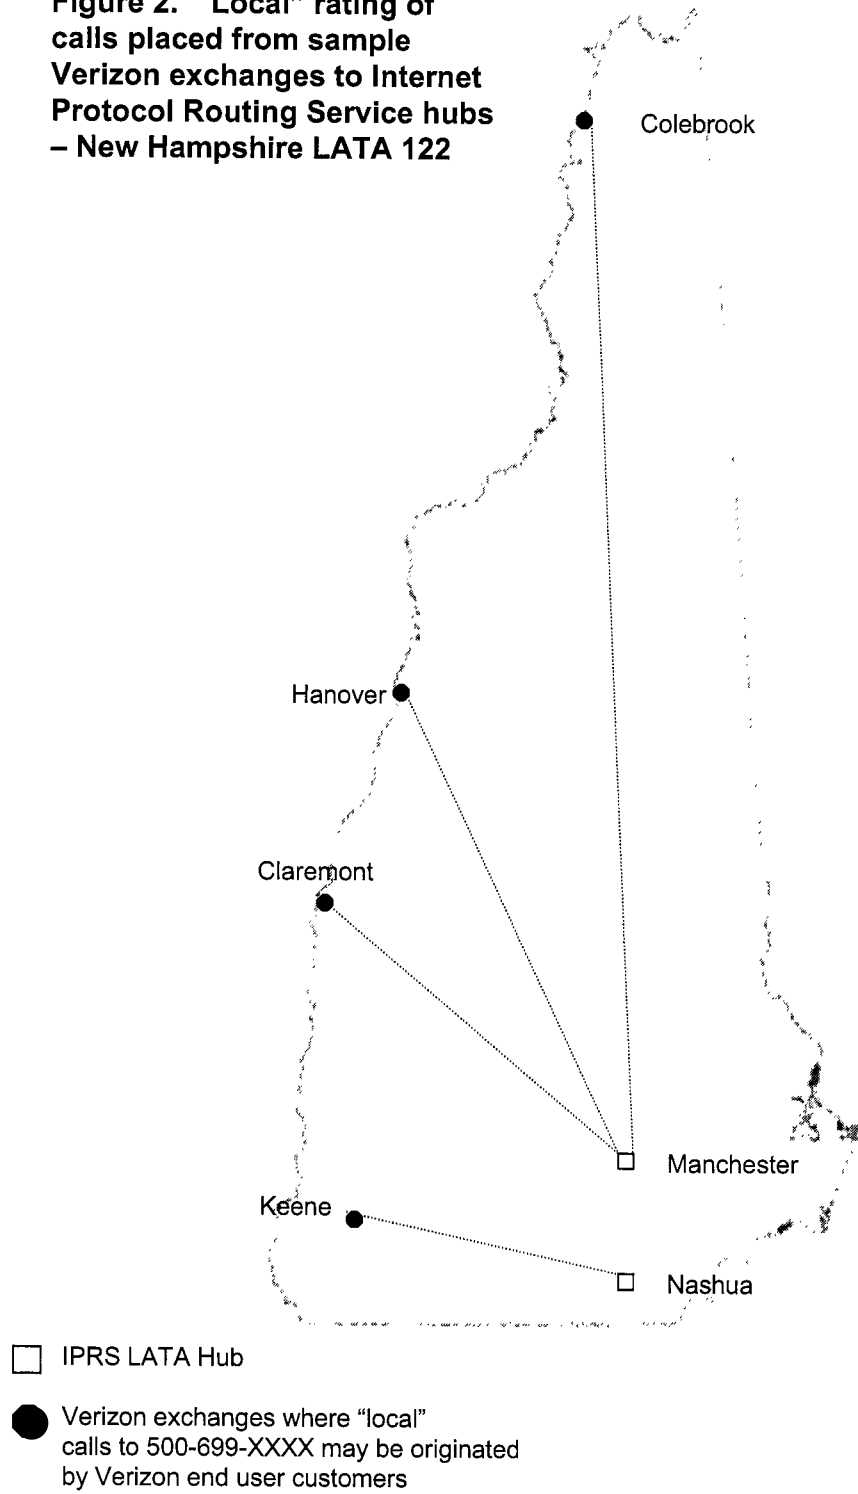 Figure 2. “Local” rating of
calls placed from sample
Verizon exchanges to Internet
Protocol Routing Service hubs
– New Hampshire LATA 122
Colebrook
Hanover
Claremont
Manchester
Keene
Nashua
IPRS LATA Hub
Verizon exchanges where “local”
calls to 500-699-XXXX may be originated
by Verizon end user customers